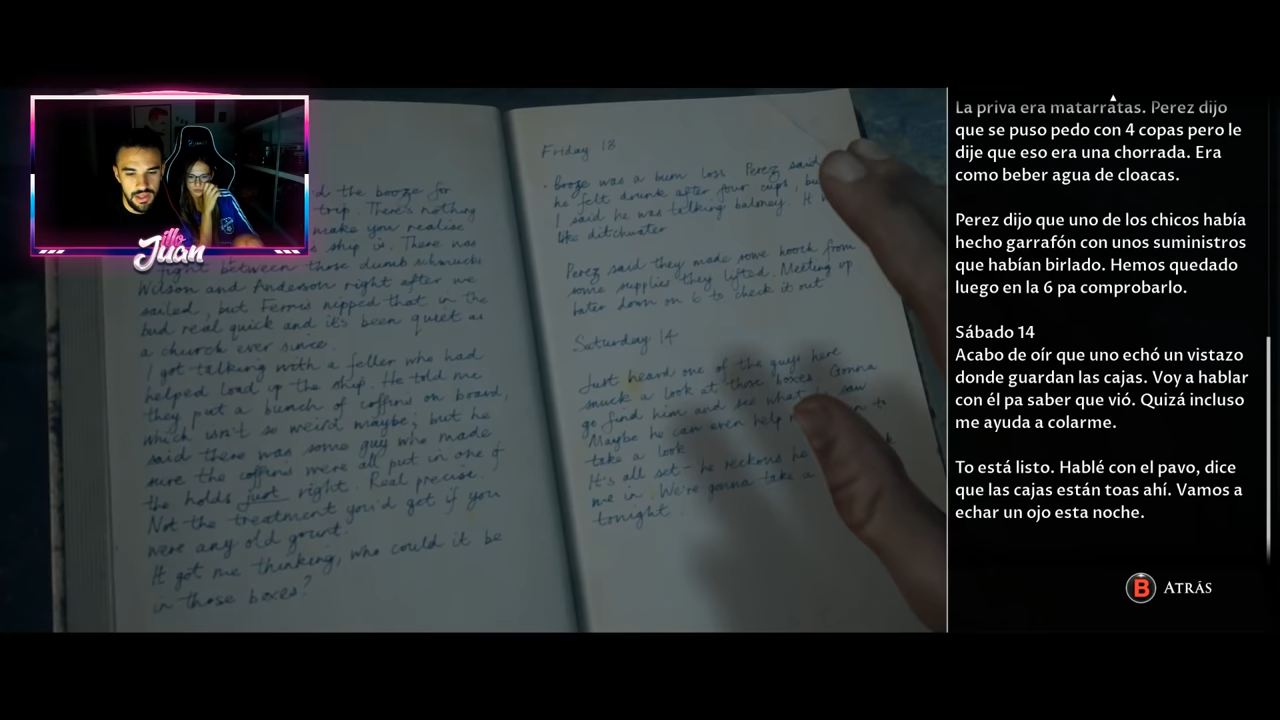 illo
Juan
d the booze for
trip. There's nothing
make you realise
s ship is. There was
fight between those dumb schmucks
Wilson and Anderson right after we
sailed, but Ferris nipped that in the
bud real quick and it's been quiet as
a church ever since.
I got talking with a feller who had
helped load up the ship. He told me
they put a bunch of coffins on board,
which isn't so weird maybe; but he
said there was some guy who made
sure the coffins were all put in one of
the holds just right. Real precise.
Not the treatment you'd get if you
were any old grunt.
It got me thinking, who could it be
in those boxes?
Friday 13
Booze was a bum loss. Perez said
he felt drunk after four cups, bu
I said he was talking baloney. It w
like ditchwater
Perez said they made some hooch from
some supplies they lifted. Meeting up
later down on 6 to check it out
Saturday 14
Just heard one of the guys here
snuck a look at those boxes. Gonna
go find him and see what saw
Maybe he can even help to
take a look
It's all set - he reckons he
me in. We're gonna take a
tonight
La priva era matarratas. Perez dijo
que se puso pedo con 4 copas pero le
dije que eso era una chorrada. Era
como beber agua de cloacas.
Perez dijo que uno de los chicos había
hecho garrafón con unos suministros
que habían birlado. Hemos quedado
luego en la 6 pa comprobarlo.
Sábado 14
Acabo de oír que uno echó un vistazo
donde guardan las cajas. Voy a hablar
con él pa saber que vió. Quizá incluso
me ayuda a colarme.
To está listo. Hablé con el pavo, dice
que las cajas están toas ahí. Vamos a
echar un ojo esta noche.
B ATRÁS